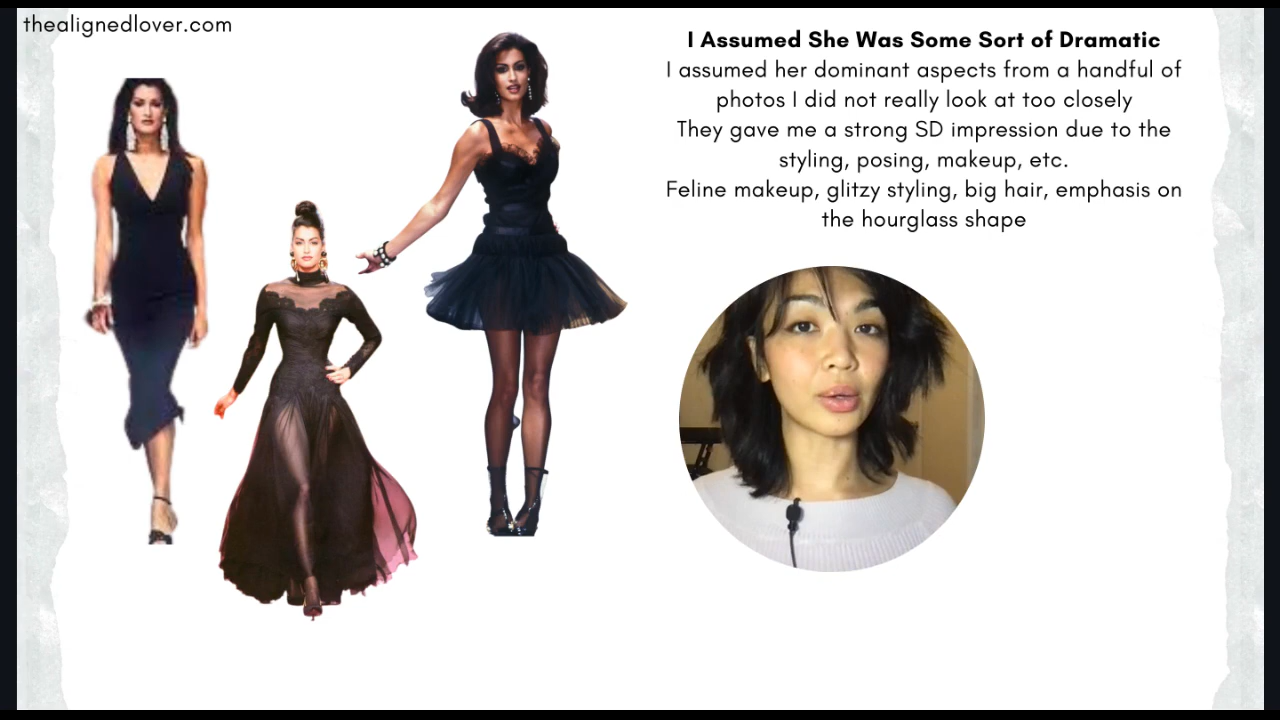 thealignedlover.com
I Assumed She Was Some Sort of Dramatic
I assumed her dominant aspects from a handful of
photos I did not really look at too closely
They gave me a strong SD impression due to the
styling, posing, makeup, etc.
Feline makeup, glitzy styling, big hair, emphasis on
the hourglass shape